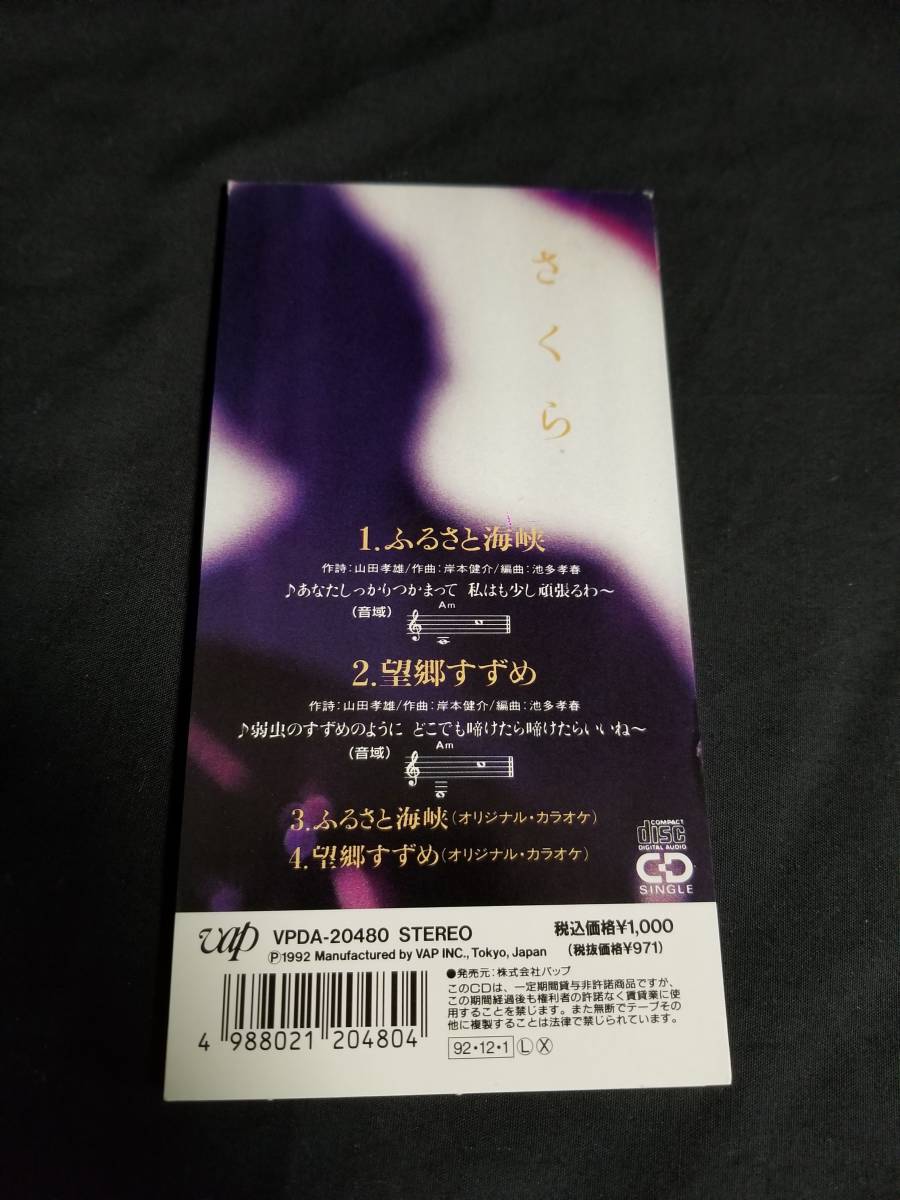 さくら
1.ふるさと海峡
作詩:山田孝雄/作曲:岸本健介/編曲:池多孝春
♪あなたしっかりつかまって 私はも少し頑張るわ〜
(音域)
Am
2.望郷すずめ
作詩:山田孝雄/作曲:岸本健介/編曲:池多孝春
♪弱虫のすずめのように どこでも啼けたら啼けたらいいね〜
(音域)
Am
3.ふるさと海峡(オリジナル・カラオケ)
4.望郷すずめ(オリジナル・カラオケ)
COMPACT
disc
DIGITAL AUDIO
CD
SINGLE
vap VPDA-20480 STEREO
Ⓟ1992 Manufactured by VAP INC., Tokyo, Japan
税込価格¥1,000
(税抜価格¥971)
●発売元:株式会社バップ
このCDは、一定期間貸与非許諾商品ですが、
この期間経過後も権利者の許諾なく賃貸業に使
用することを禁じます。また無断でテープその
他に複製することは法律で禁じられています。
4 988021 204804
92・12・1 Ⓛ Ⓧ